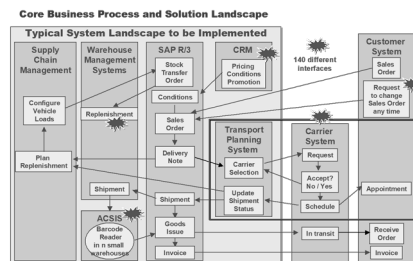 Core Business Process and Solution Landscape
Typical System Landscape to be Implemented
Supply
Chain
Management
Configure
Vehicle
Loads
Plan
Replenishment
Warehouse
Management
Systems
Replenishment
Shipment
ACSIS
Barcode
Reader
in n small
warehouses
SAP R/3
Stock
Transfer
Order
Conditions
Sales
Order
Delivery
Note
Shipment
Goods
Issue
Invoice
CRM
Pricing
Conditions
Promotion
Transport
Planning
System
Carrier
Selection
Update
Shipment
Status
140 different
interfaces
Carrier
System
Request
Accept?
No / Yes
Schedule
In transit
Customer
System
Sales
Order
Request
to change
Sales Order
any time
Appointment
Receive
Order
Invoice